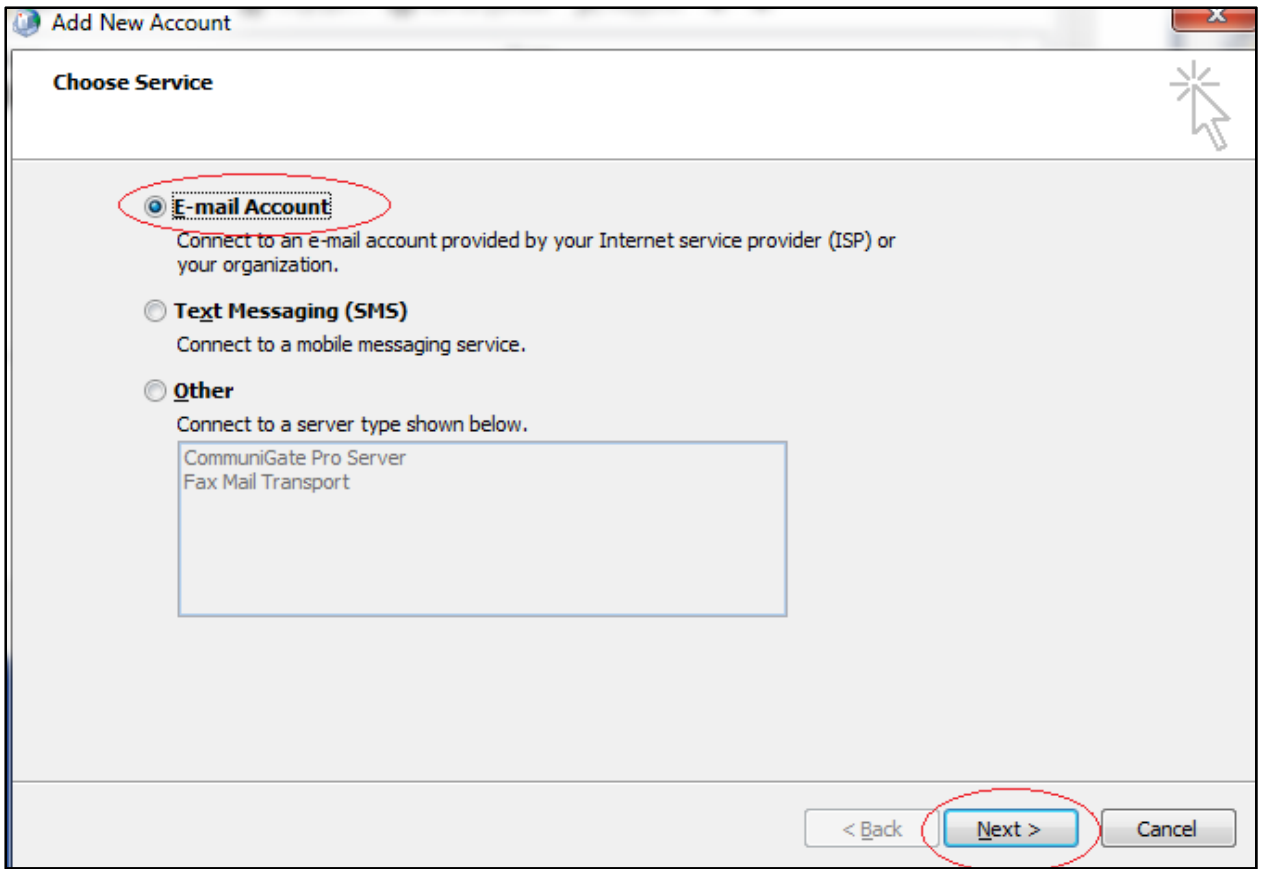 Add New Account
Choose Service
E-mail Account
Connect to an e-mail account provided by your Internet service provider (ISP) or
your organization.
Text Messaging (SMS)
Connect to a mobile messaging service.
Other
Connect to a server type shown below.
CommuniGate Pro Server
Fax Mail Transport
< Back
Next >
Cancel